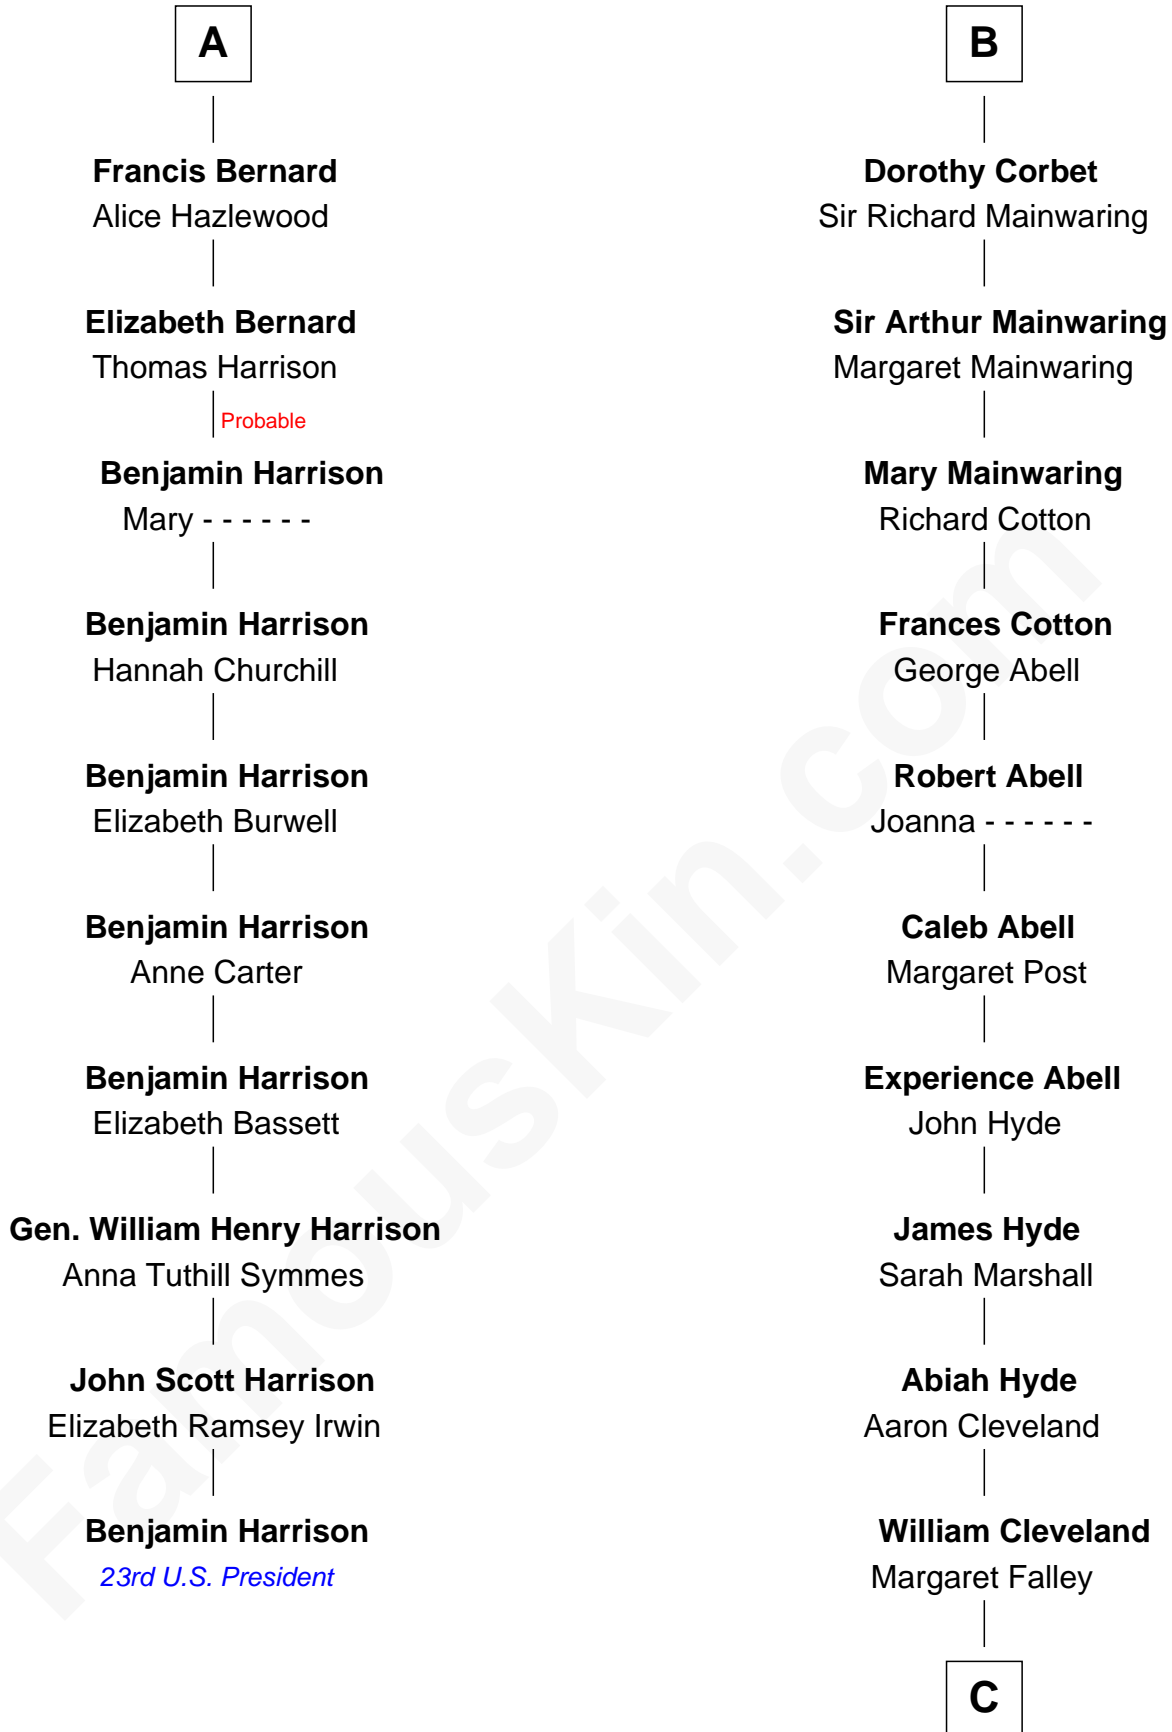 A
Francis Bernard
Alice Hazlewood
Elizabeth Bernard
Thomas Harrison
Probable
Benjamin Harrison
Mary - - - - - -
Benjamin Harrison
Hannah Churchill
Benjamin Harrison
Elizabeth Burwell
Benjamin Harrison
Anne Carter
Benjamin Harrison
Elizabeth Bassett
Gen. William Henry Harrison
Anna Tuthill Symmes
John Scott Harrison
Elizabeth Ramsey Irwin
Benjamin Harrison
23rd U.S. President
B
Dorothy Corbet
Sir Richard Mainwaring
Sir Arthur Mainwaring
Margaret Mainwaring
Mary Mainwaring
Richard Cotton
Frances Cotton
George Abell
Robert Abell
Joanna - - - - - -
Caleb Abell
Margaret Post
Experience Abell
John Hyde
James Hyde
Sarah Marshall
Abiah Hyde
Aaron Cleveland
William Cleveland
Margaret Falley
C
FamousKin.com